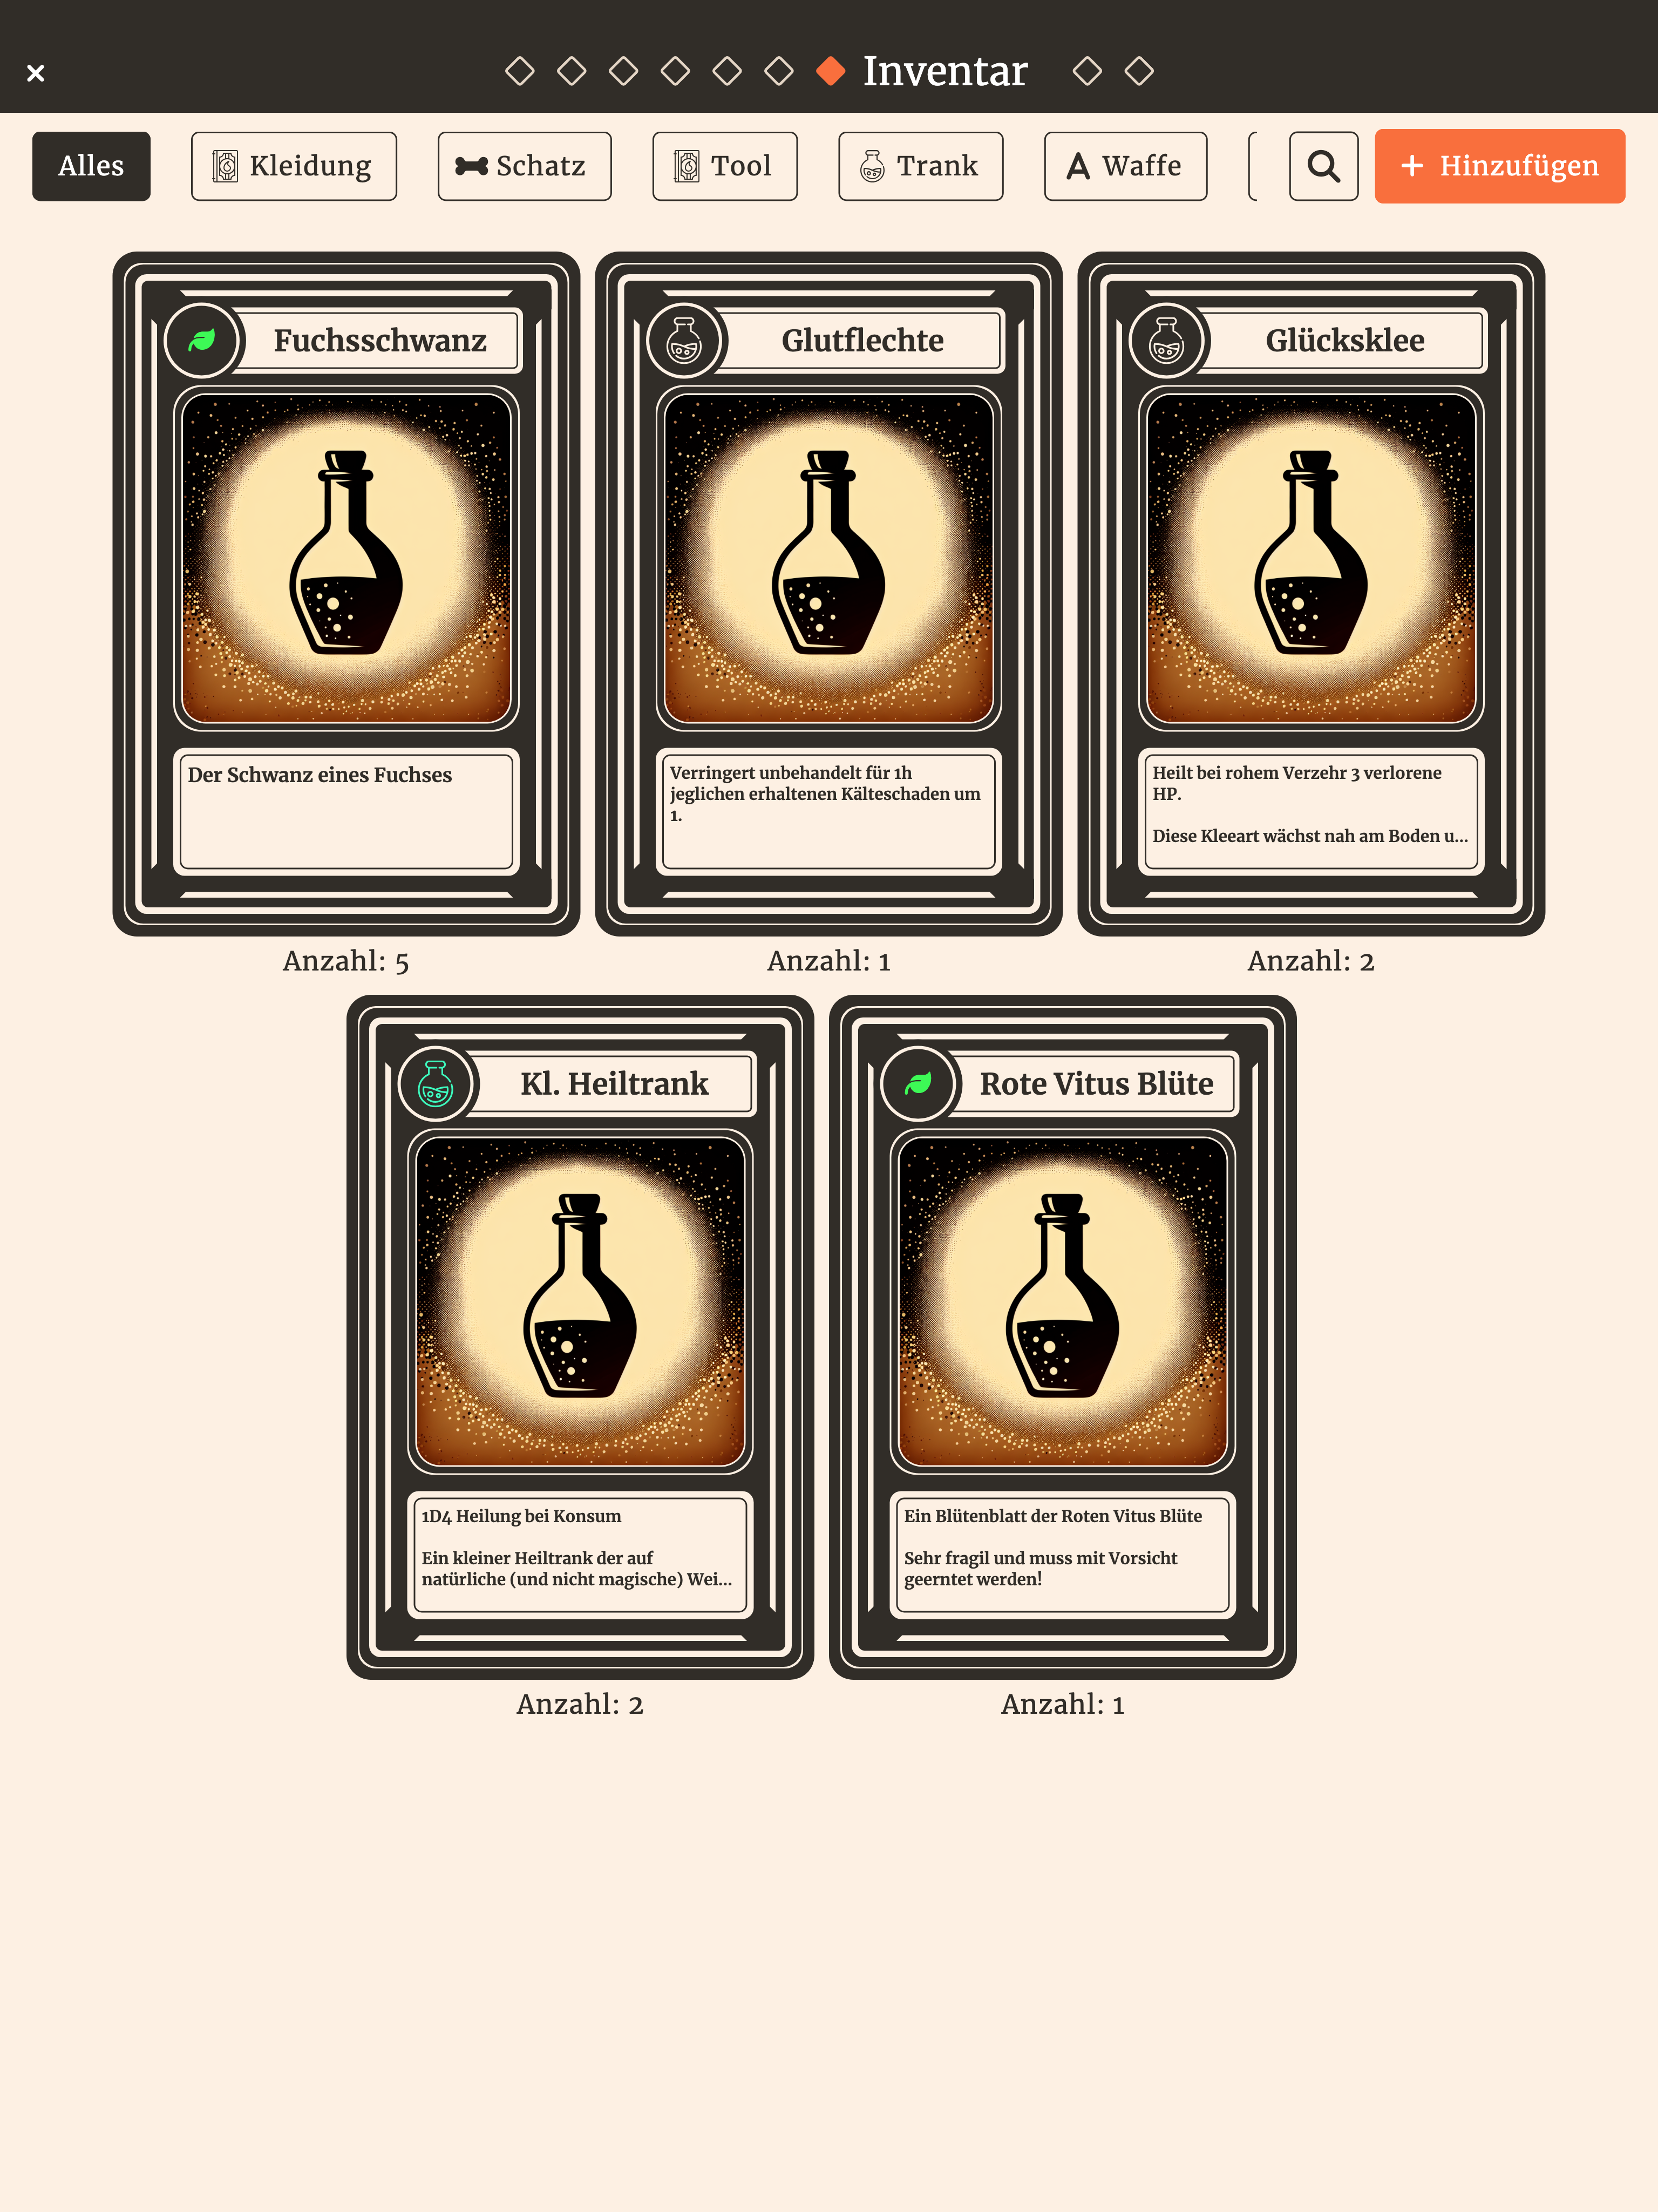 Inventar
Alles
Kleidung
Schatz
Tool
Trank
Waffe
Hinzufügen
Fuchsschwanz
Der Schwanz eines Fuchses
Anzahl: 5
Glutflechte
Verringert unbehandelt für 1h
jeglichen erhaltenen Kälteschaden um
1.
Anzahl: 1
Glücksklee
Heilt bei rohem Verzehr 3 verlorene
HP.
Diese Kleeart wächst nah am Boden u...
Anzahl: 2
Kl. Heiltrank
1D4 Heilung bei Konsum
Ein kleiner Heiltrank der auf
natürliche (und nicht magische) Wei...
Anzahl: 2
Rote Vitus Blüte
Ein Blütenblatt der Roten Vitus Blüte
Sehr fragil und muss mit Vorsicht
geerntet werden!
Anzahl: 1